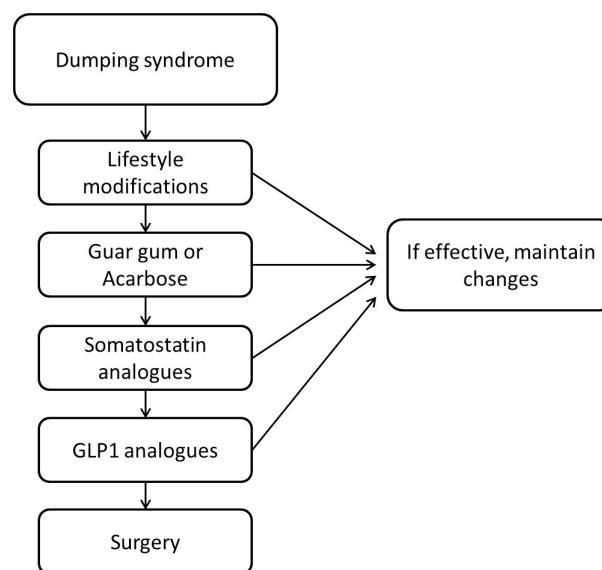 Dumping syndrome
Lifestyle
modifications
Guar gum or
Acarbose
If effective, maintain
changes
Somatostatin
analogues
GLP1 analogues
Surgery